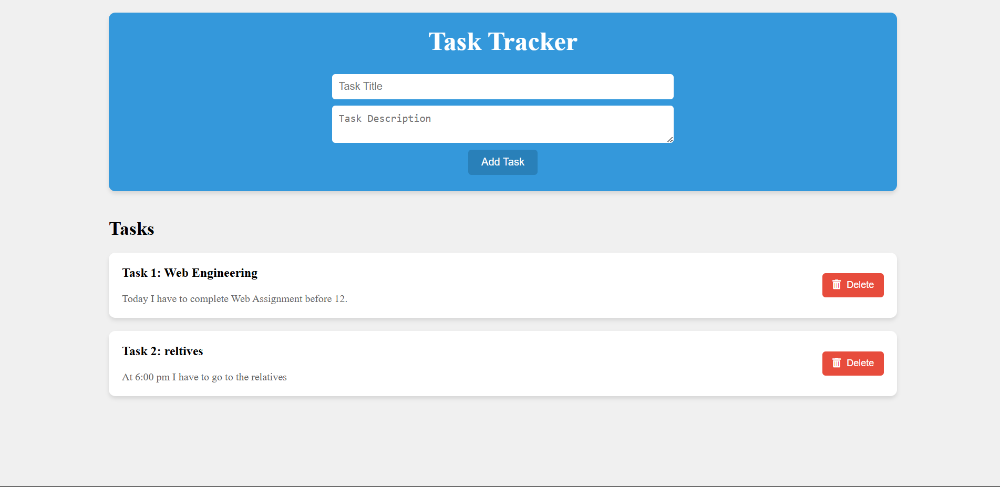 Task Tracker
Task Title
Task Description
Add Task
Tasks
Task 1: Web Engineering
Today I have to complete Web Assignment before 12.
Delete
Task 2: reltives
At 6:00 pm I have to go to the relatives
Delete